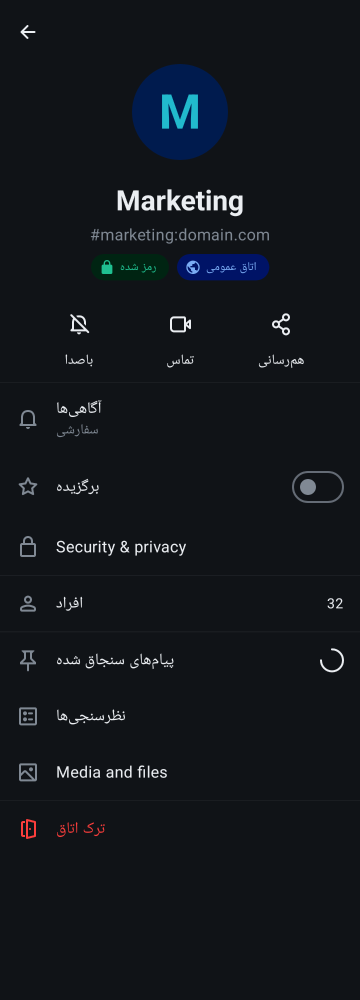 M
Marketing
#marketing:domain.com
رمز شده
اتاق عمومی
باصدا
تماس
هم‌رسانی
آگاهی‌ها
سفارشی
برگزیده
Security & privacy
افراد
32
پیام‌های سنجاق شده
نظرسنجی‌ها
Media and files
ترک اتاق